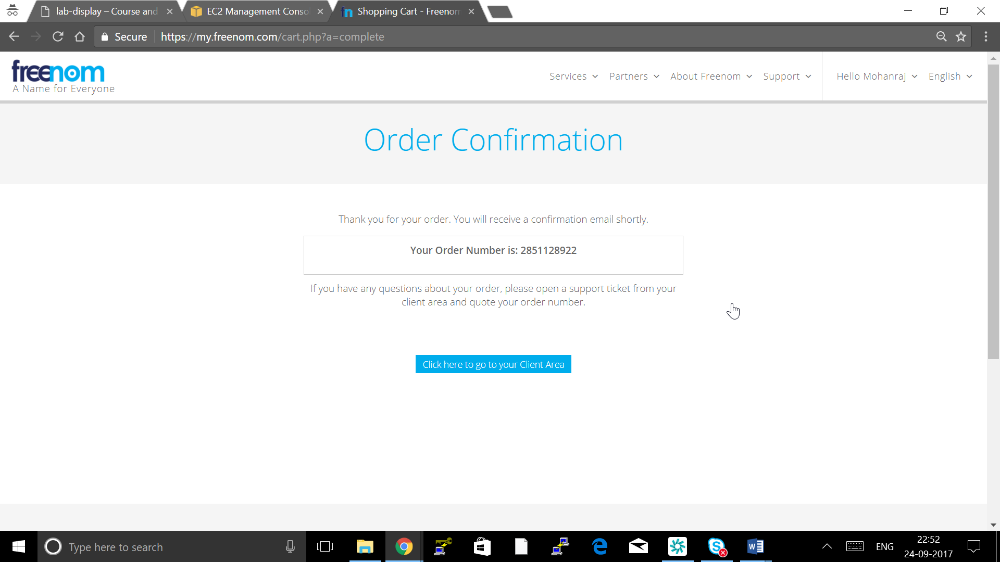 lab-display – Course and
EC2 Management Conso
Shopping Cart - Freenom
Secure
https://my.freenom.com/cart.php?a=complete
freenom
A Name for Everyone
Services
Partners
About Freenom
Support
Hello Mohanraj
English
Order Confirmation
Thank you for your order. You will receive a confirmation email shortly.
Your Order Number is: 2851128922
If you have any questions about your order, please open a support ticket from your
client area and quote your order number.
Click here to go to your Client Area
Type here to search
ENG
22:52
24-09-2017